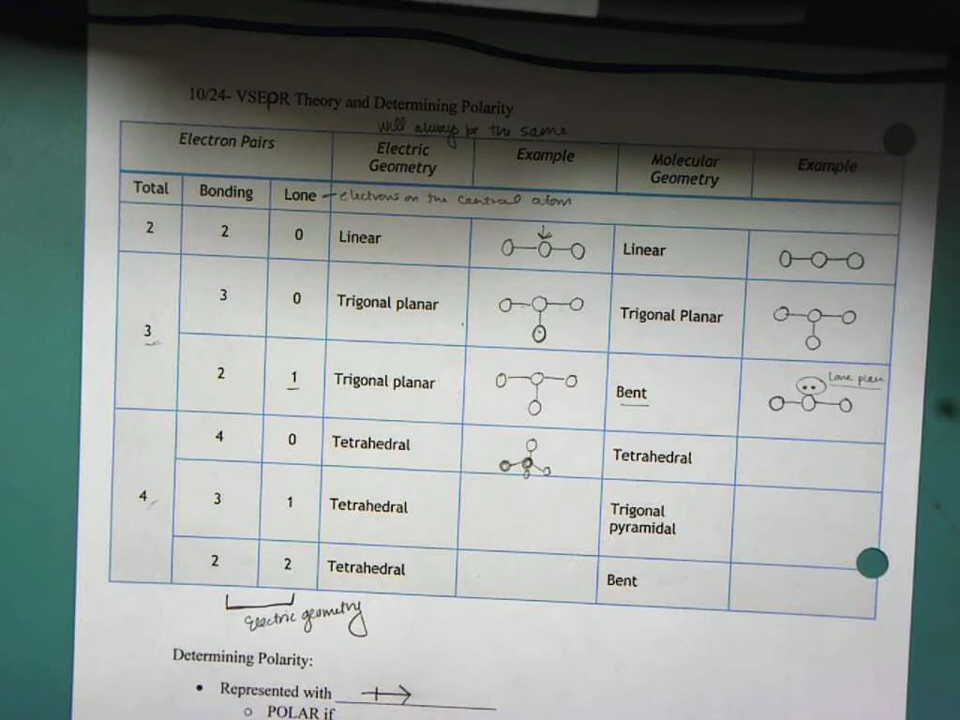 10/24- VSEPR Theory and Determining Polarity
will always be the same
Electron Pairs
Electric Geometry
Example
Molecular Geometry
Example
Total
Bonding
Lone – electrons on the central atom
2 2 0 Linear Linear
3 3 0 Trigonal planar Trigonal Planar
2 1 Trigonal planar Bent Lone
4 4 0 Tetrahedral Tetrahedral
3 1 Tetrahedral Trigonal pyramidal
2 2 Tetrahedral Bent
Electric geometry
Determining Polarity:
• Represented with
o POLAR if